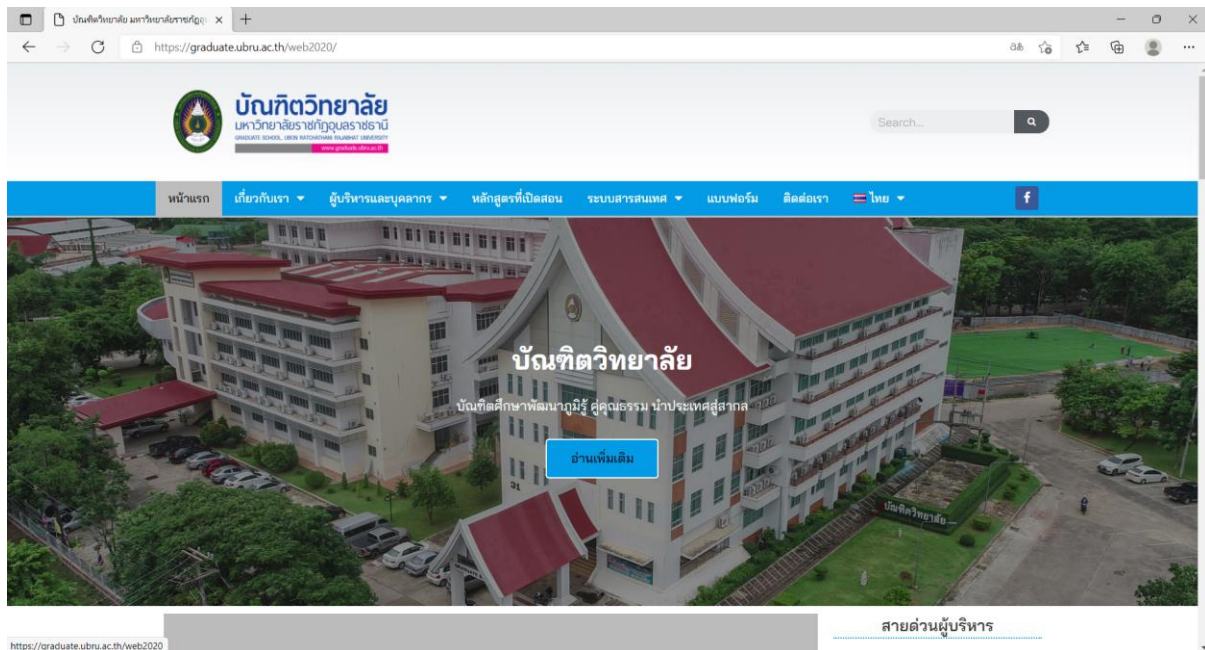 บัณฑิตวิทยาลัย มหาวิทยาลัยราชภัฏอุ
https://graduate.ubru.ac.th/web2020/
บัณฑิตวิทยาลัย
มหาวิทยาลัยราชภัฏอุบลราชธานี
GRADUATE SCHOOL, UBON RATCHATHANI RAJABHAT UNIVERSITY
www.graduate.ubru.ac.th
Search...
หน้าแรก เกี่ยวกับเรา ผู้บริหารและบุคลากร หลักสูตรที่เปิดสอน ระบบสารสนเทศ แบบฟอร์ม ติดต่อเรา ไทย f
บัณฑิตวิทยาลัย
บัณฑิตศึกษาพัฒนาภูมิรู้ คู่คุณธรรม นำประเทศสู่สากล
อ่านเพิ่มเติม
31
บัณฑิตวิทยาลัย
สายด่วนผู้บริหาร
https://graduate.ubru.ac.th/web2020